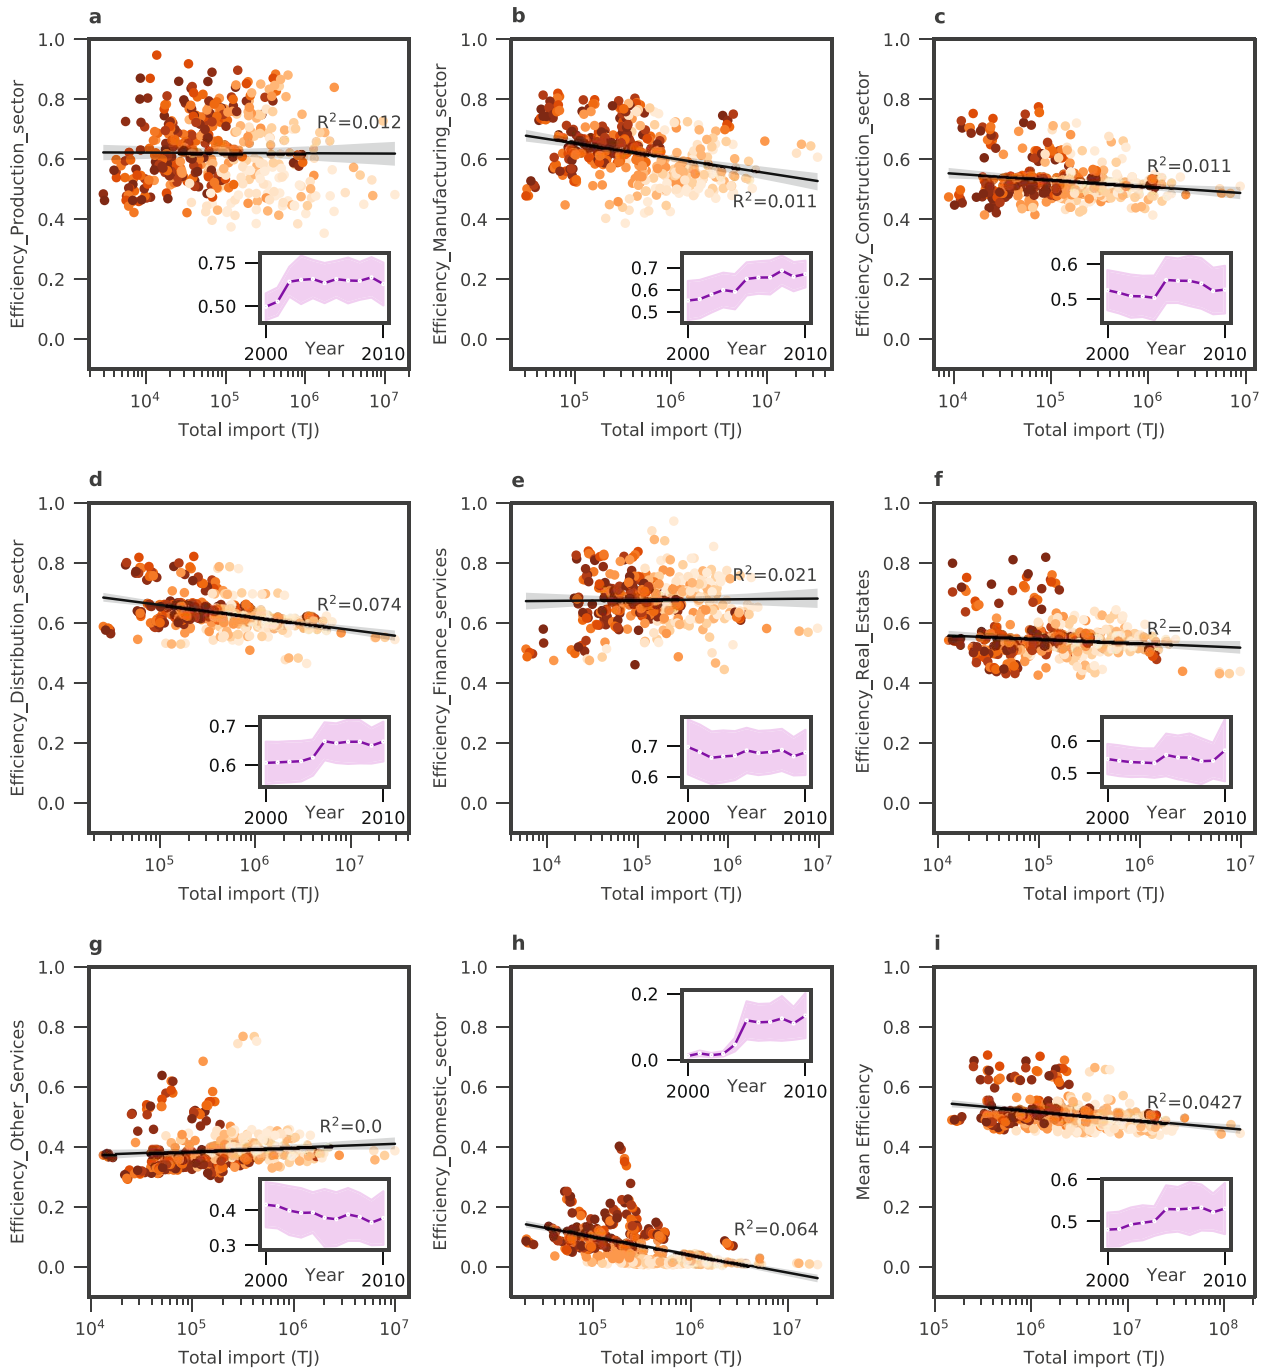 a
1.0
0.8
0.6
0.4
0.2
0.0
Efficiency_Production_sector
R²=0.012
0.75
0.50
2000
Year
2010
10⁴
10⁵
10⁶
10⁷
Total import (TJ)
b
1.0
0.8
0.6
0.4
0.2
0.0
Efficiency_Manufacturing_sector
R²=0.011
0.7
0.6
0.5
2000
Year
2010
10⁵
10⁶
10⁷
Total import (TJ)
c
1.0
0.8
0.6
0.4
0.2
0.0
Efficiency_Construction_sector
R²=0.011
0.6
0.5
2000
Year
2010
10⁴
10⁵
10⁶
10⁷
Total import (TJ)
d
1.0
0.8
0.6
0.4
0.2
0.0
Efficiency_Distribution_sector
R²=0.074
0.7
0.6
2000
Year
2010
10⁵
10⁶
10⁷
Total import (TJ)
e
1.0
0.8
0.6
0.4
0.2
0.0
Efficiency_Finance_services
R²=0.021
0.7
0.6
2000
Year
2010
10⁴
10⁵
10⁶
10⁷
Total import (TJ)
f
1.0
0.8
0.6
0.4
0.2
0.0
Efficiency_Real_Estates
R²=0.034
0.6
0.5
2000
Year
2010
10⁴
10⁵
10⁶
10⁷
Total import (TJ)
g
1.0
0.8
0.6
0.4
0.2
0.0
Efficiency_Other_Services
R²=0.0
0.4
0.3
2000
Year
2010
10⁴
10⁵
10⁶
10⁷
Total import (TJ)
h
1.0
0.8
0.6
0.4
0.2
0.0
Efficiency_Domestic_sector
0.2
0.0
2000
Year
2010
R²=0.064
10⁵
10⁶
10⁷
Total import (TJ)
i
1.0
0.8
0.6
0.4
0.2
0.0
Mean Efficiency
R²=0.0427
0.6
0.5
2000
Year
2010
10⁵
10⁶
10⁷
10⁸
Total import (TJ)